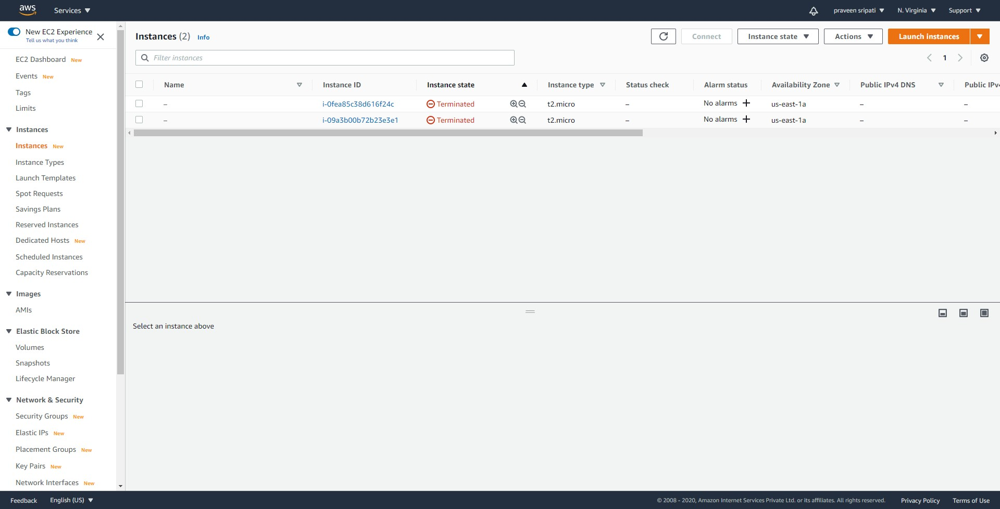 aws Services praveen sripati N. Virginia Support
New EC2 Experience
Tell us what you think
EC2 Dashboard New
Events New
Tags
Limits
Instances
Instances New
Instance Types
Launch Templates
Spot Requests
Savings Plans
Reserved Instances
Dedicated Hosts New
Scheduled Instances
Capacity Reservations
Images
AMIs
Elastic Block Store
Volumes
Snapshots
Lifecycle Manager
Network & Security
Security Groups New
Elastic IPs New
Placement Groups New
Key Pairs New
Network Interfaces New
Instances (2) Info Connect Instance state Actions Launch instances
Filter instances 1
Name Instance ID Instance state Instance type Status check Alarm status Availability Zone Public IPv4 DNS Public IPv4
– i-0fea85c38d616f24c Terminated t2.micro – No alarms + us-east-1a – –
– i-09a3b00b72b23e3e1 Terminated t2.micro – No alarms + us-east-1a – –
Select an instance above
Feedback English (US) © 2008 - 2020, Amazon Internet Services Private Ltd. or its affiliates. All rights reserved. Privacy Policy Terms of Use